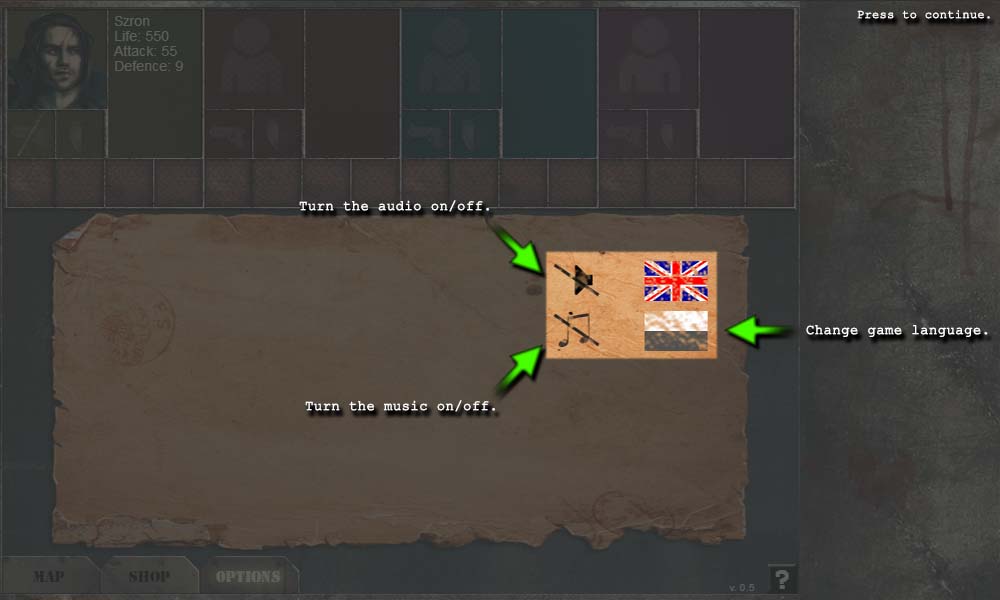 Press to continue.
Szron
Life: 550
Attack: 55
Defence: 9
Turn the audio on/off.
Change game language.
Turn the music on/off.
MAP
SHOP
OPTIONS
v. 0.5
?